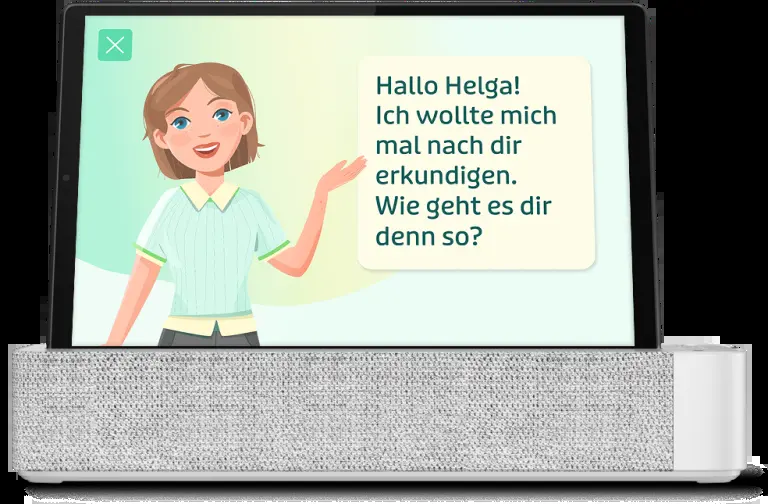 Hallo Helga!
Ich wollte mich
mal nach dir
erkundigen.
Wie geht es dir
denn so?